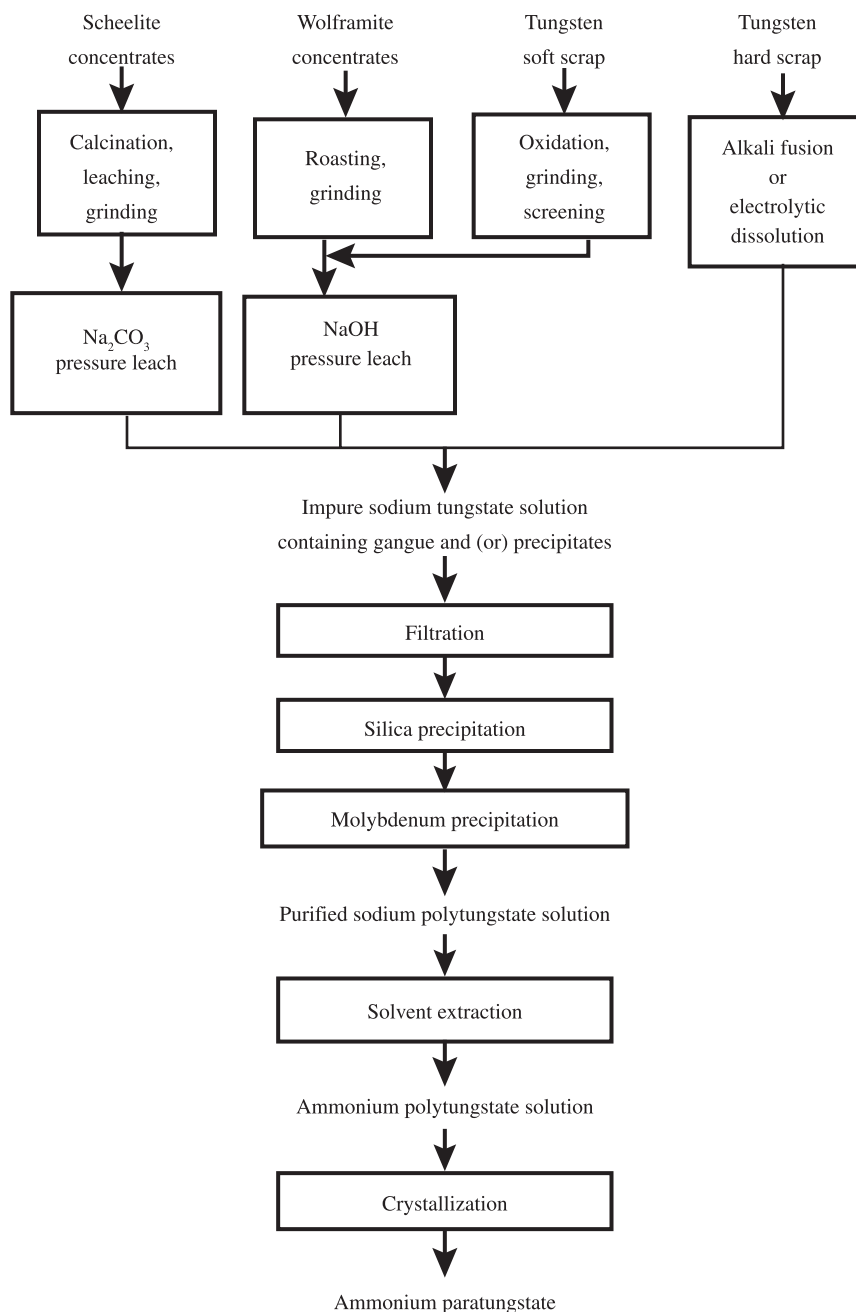 Scheelite
concentrates
Wolframite
concentrates
Tungsten
soft scrap
Tungsten
hard scrap
Calcination,
leaching,
grinding
Roasting,
grinding
Oxidation,
grinding,
screening
Alkali fusion
or
electrolytic
dissolution
Na₂CO₃
pressure leach
NaOH
pressure leach
Impure sodium tungstate solution
containing gangue and (or) precipitates
Filtration
Silica precipitation
Molybdenum precipitation
Purified sodium polytungstate solution
Solvent extraction
Ammonium polytungstate solution
Crystallization
Ammonium paratungstate